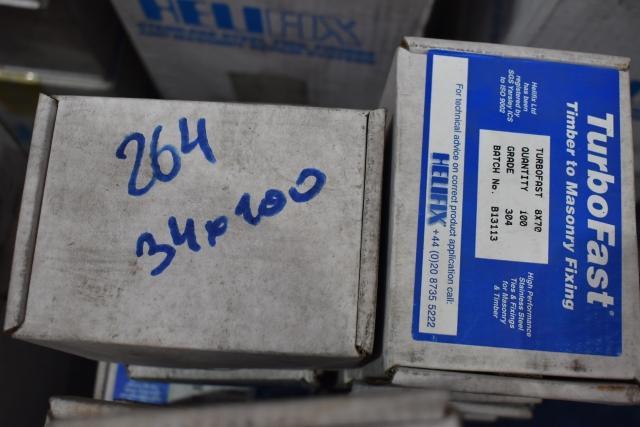 HELIFIX
264
34x100
TurboFast®
Timber to Masonry Fixing
Helifix Ltd
has been
registered by
SGS Yarsley ICS
to ISO 9002
TURBOFAST 8X70
QUANTITY 100
GRADE 304
BATCH No. B13113
High Performance
Stainless Steel
Ties & Fixings
for Masonry
& Timber
For technical advice on correct product application call:
HELIFIX® +44 (0)20 8735 5222